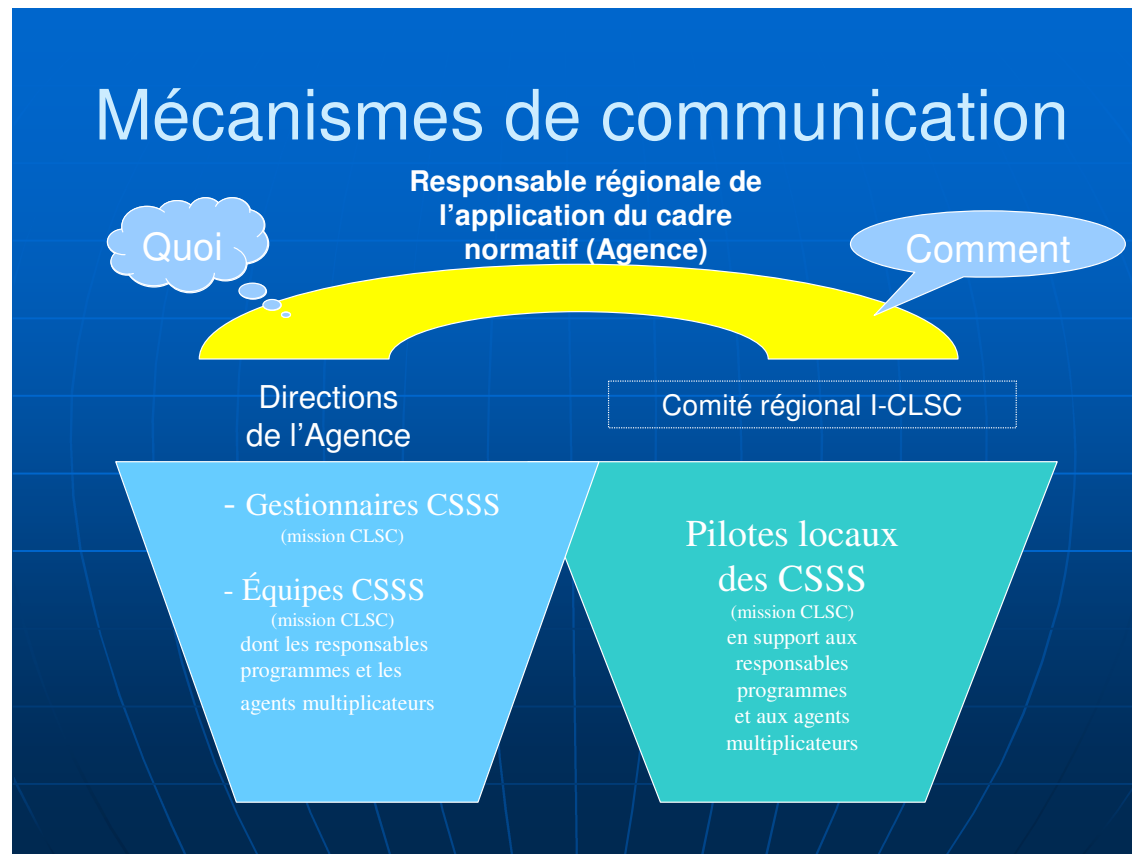 Mécanismes de communication
Responsable régionale de
l'application du cadre
normatif (Agence)
Quoi
Comment
Directions
de l'Agence
Comité régional I-CLSC
- Gestionnaires CSSS
(mission CLSC)
- Équipes CSSS
(mission CLSC)
dont les responsables
programmes et les
agents multiplicateurs
Pilotes locaux
des CSSS
(mission CLSC)
en support aux
responsables
programmes
et aux agents
multiplicateurs